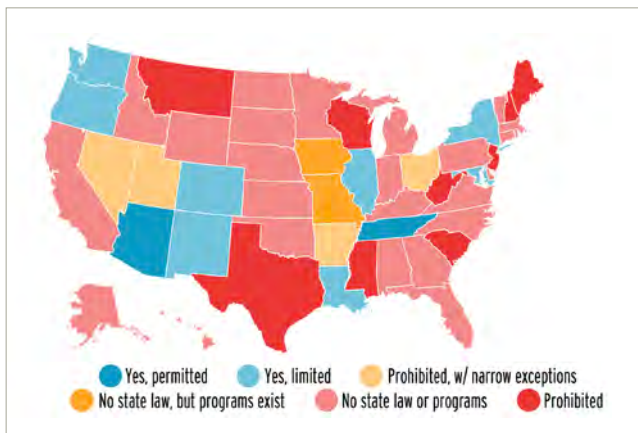 Yes, permitted Yes, limited Prohibited, w/ narrow exceptions
No state law, but programs exist No state law or programs Prohibited